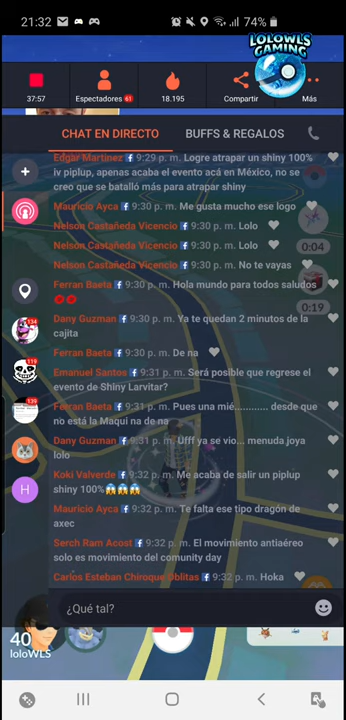 21:32
74%
LOLOWLS
GAMING
37:57
Espectadores 61
18.195
Compartir
Más
CHAT EN DIRECTO
BUFFS & REGALOS
Edgar Martinez 9:29 p. m. Logre atrapar un shiny 100%
iv piplup, apenas acaba el evento acá en México, no se
creo que se batalló más para atrapar shiny
Mauricio Ayca 9:30 p. m. Me gusta mucho ese logo
Nelson Castañeda Vicencio 9:30 p. m. Lolo
Nelson Castañeda Vicencio 9:30 p. m. Lolo
0:04
Nelson Castañeda Vicencio 9:30 p. m. No te vayas
Ferran Baeta 9:30 p. m. Hola mundo para todos saludos
0:19
Dany Guzman 9:30 p. m. Ya te quedan 2 minutos de la
cajita
134
Ferran Baeta 9:30 p. m. De na
119
Emanuel Santos 9:31 p. m. Será posible que regrese el
evento de Shiny Larvitar?
139
Ferran Baeta 9:31 p. m. Pues una mié............ desde que
no está la Maqui na de na
Dany Guzman 9:31 p. m. Ufff ya se vio... menuda joya
lolo
Koki Valverde 9:32 p. m. Me acaba de salir un piplup
shiny 100%😱😱😱
H
Mauricio Ayca 9:32 p. m. Te falta ese tipo dragón de
axec
Serch Ram Acost 9:32 p. m. El movimiento antiaéreo
solo es movimiento del comunity day
Carlos Esteban Chiroque Oblitas 9:32 p. m. Hoka
¿Qué tal?
40
loloWLS